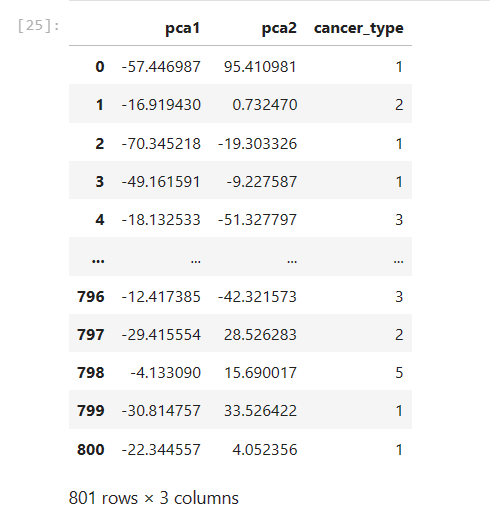 [25]:
pca1 pca2 cancer_type
0 -57.446987 95.410981 1
1 -16.919430 0.732470 2
2 -70.345218 -19.303326 1
3 -49.161591 -9.227587 1
4 -18.132533 -51.327797 3
... ... ... ...
796 -12.417385 -42.321573 3
797 -29.415554 28.526283 2
798 -4.133090 15.690017 5
799 -30.814757 33.526422 1
800 -22.344557 4.052356 1
801 rows × 3 columns